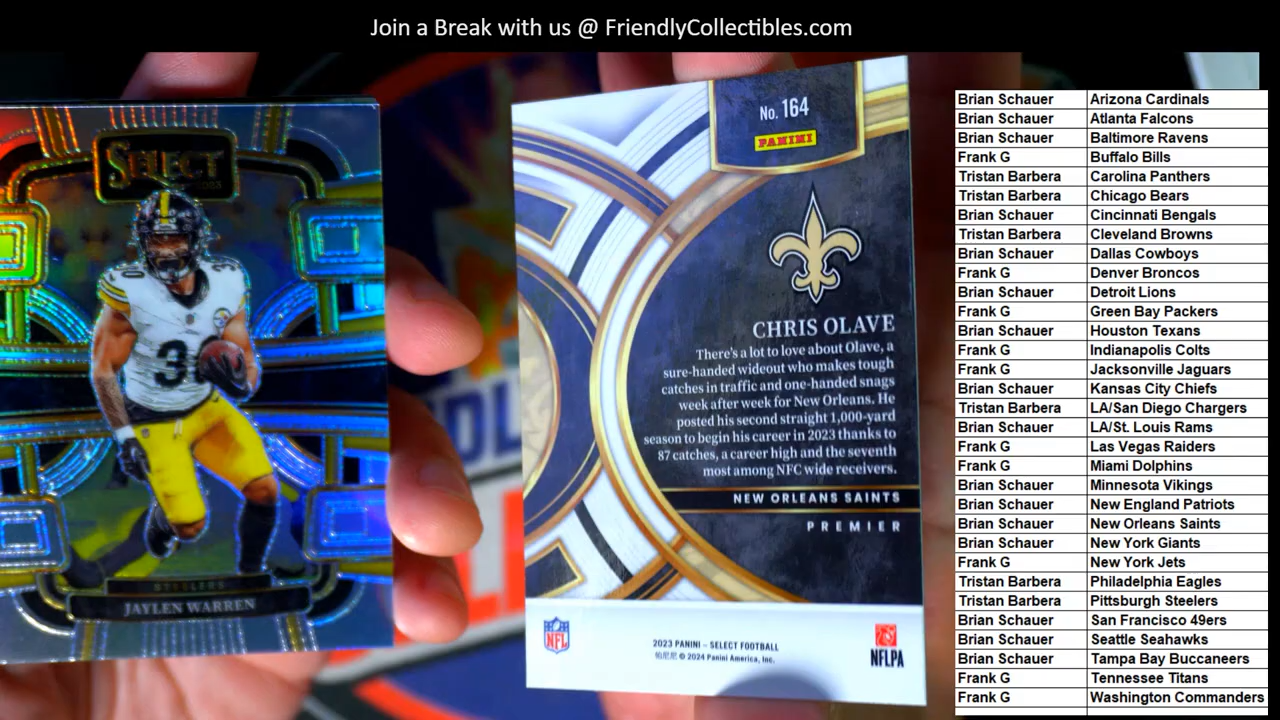 Join a Break with us @ FriendlyCollectibles.com
SELECT
2023
30
30
STEELERS
JAYLEN WARREN
No. 164
PANINI
CHRIS OLAVE
There's a lot to love about Olave, a
sure-handed wideout who makes tough
catches in traffic and one-handed snags
week after week for New Orleans. He
posted his second straight 1,000-yard
season to begin his career in 2023 thanks to
87 catches, a career high and the seventh
most among NFC wide receivers.
NEW ORLEANS SAINTS
PREMIER
NFL
2023 PANINI – SELECT FOOTBALL
帕尼尼 © 2024 Panini America, Inc.
NFLPA
Brian Schauer Arizona Cardinals
Brian Schauer Atlanta Falcons
Brian Schauer Baltimore Ravens
Frank G Buffalo Bills
Tristan Barbera Carolina Panthers
Tristan Barbera Chicago Bears
Brian Schauer Cincinnati Bengals
Tristan Barbera Cleveland Browns
Brian Schauer Dallas Cowboys
Frank G Denver Broncos
Brian Schauer Detroit Lions
Frank G Green Bay Packers
Brian Schauer Houston Texans
Frank G Indianapolis Colts
Frank G Jacksonville Jaguars
Brian Schauer Kansas City Chiefs
Tristan Barbera LA/San Diego Chargers
Brian Schauer LA/St. Louis Rams
Frank G Las Vegas Raiders
Frank G Miami Dolphins
Brian Schauer Minnesota Vikings
Brian Schauer New England Patriots
Brian Schauer New Orleans Saints
Brian Schauer New York Giants
Frank G New York Jets
Tristan Barbera Philadelphia Eagles
Tristan Barbera Pittsburgh Steelers
Brian Schauer San Francisco 49ers
Brian Schauer Seattle Seahawks
Brian Schauer Tampa Bay Buccaneers
Frank G Tennessee Titans
Frank G Washington Commanders